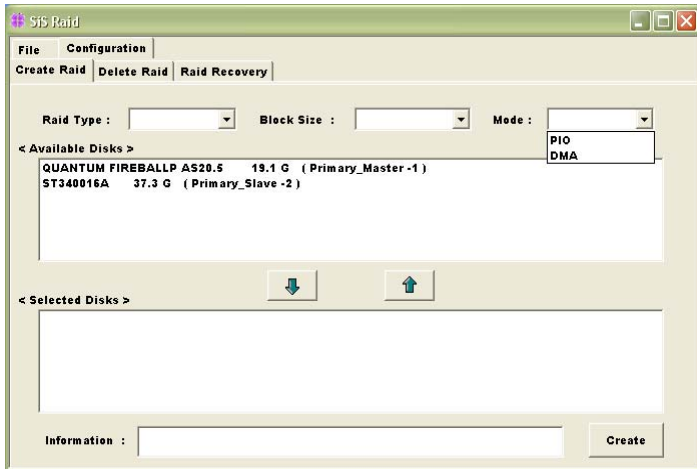 SiS Raid
File Configuration
Create Raid Delete Raid Raid Recovery
Raid Type : Block Size : Mode :
PIO
DMA
< Available Disks >
QUANTUM FIREBALLP AS20.5 19.1 G ( Primary_Master -1 )
ST340016A 37.3 G ( Primary_Slave -2 )
< Selected Disks >
Information : Create